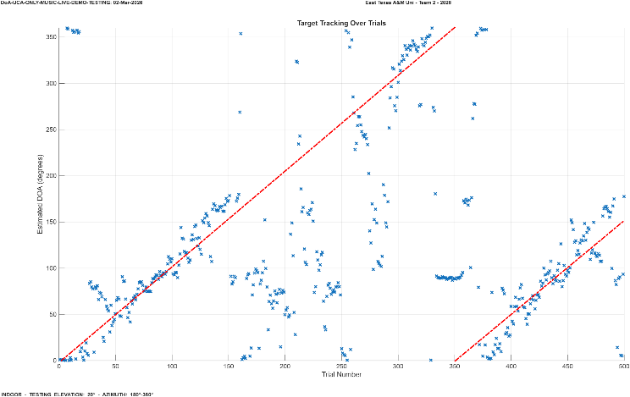 DoA-UCA-ONLY-MUSIC-LIVE-DEMO- TESTING: 02-Mar-2026
East Texas A&M Uni - Team 2 - 2026
Target Tracking Over Trials
350
300
250
200
150
100
50
0
Estimated DOA (degrees)
0 50 100 150 200 250 300 350 400 450 500
Trial Number
INDOOR - TESTING ELEVATION: 20° - AZIMUTH: 180°-360°